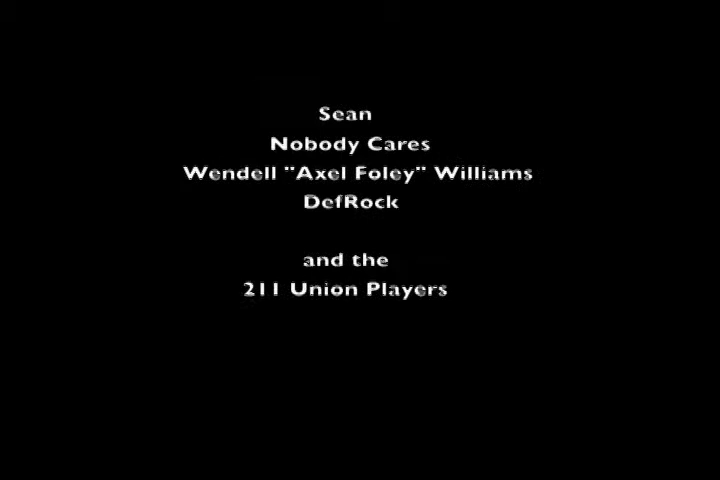 Sean
Nobody Cares
Wendell "Axel Foley" Williams
DefRock
and the
211 Union Players